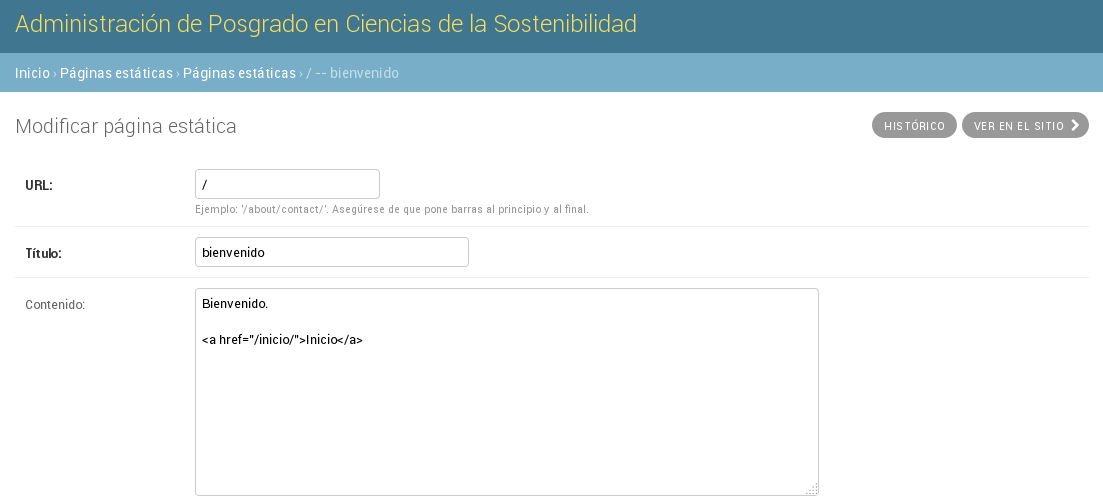 Administración de Posgrado en Ciencias de la Sostenibilidad
Inicio › Páginas estáticas › Páginas estáticas › / -- bienvenido
Modificar página estática
HISTÓRICO
VER EN EL SITIO
URL:
/
Ejemplo: '/about/contact/'. Asegúrese de que pone barras al principio y al final.
Título:
bienvenido
Contenido:
Bienvenido.
<a href="/inicio/">Inicio</a>